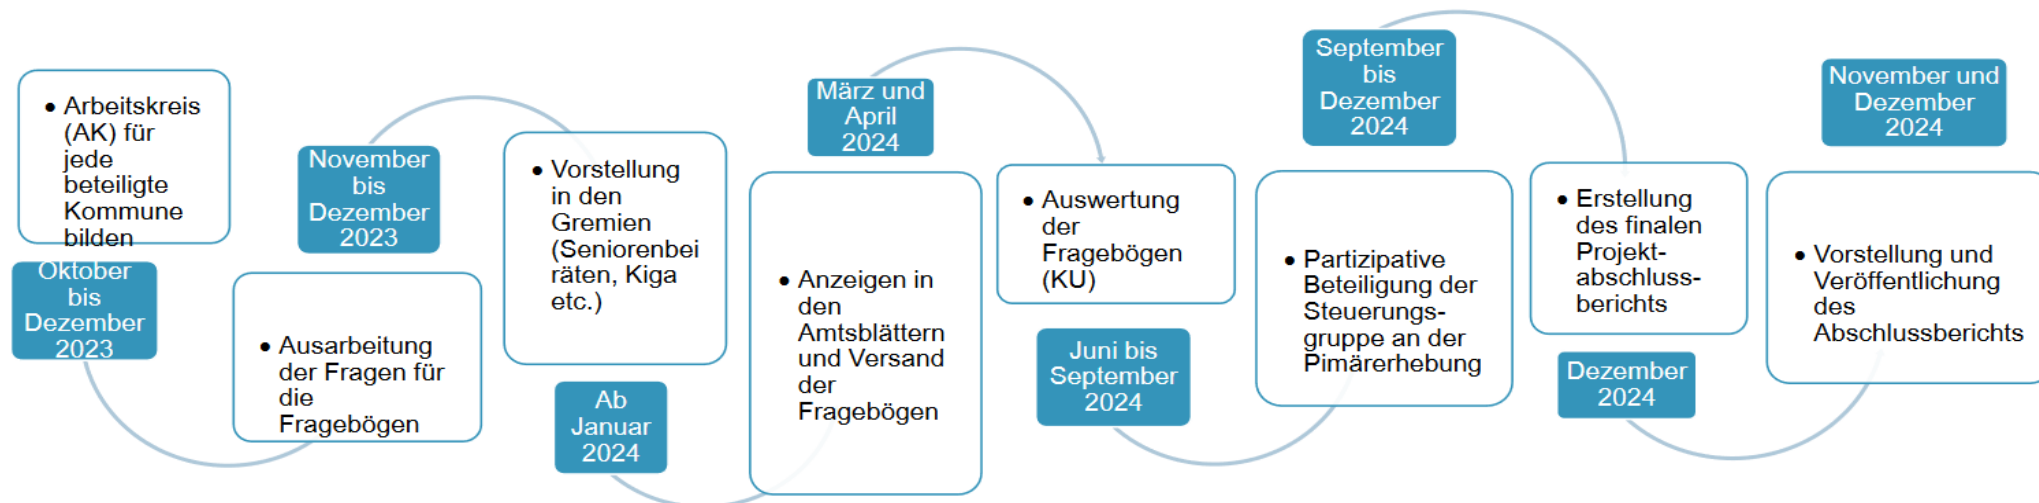 • Arbeitskreis
(AK) für
jede
beteiligte
Kommune
bilden
Oktober
bis
Dezember
2023
November
bis
Dezember
2023
• Ausarbeitung
der Fragen für
die
Fragebögen
• Vorstellung
in den
Gremien
(Seniorenbei
räten, Kiga
etc.)
Ab
Januar
2024
März und
April
2024
• Anzeigen in
den
Amtsblättern
und Versand
der
Fragebögen
• Auswertung
der
Fragebögen
(KU)
Juni bis
September
2024
September
bis
Dezember
2024
• Partizipative
Beteiligung der
Steuerungs-
gruppe an der
Pimärerhebung
• Erstellung
des finalen
Projekt-
abschluss-
berichts
Dezember
2024
November und
Dezember
2024
• Vorstellung und
Veröffentlichung
des
Abschlussberichts